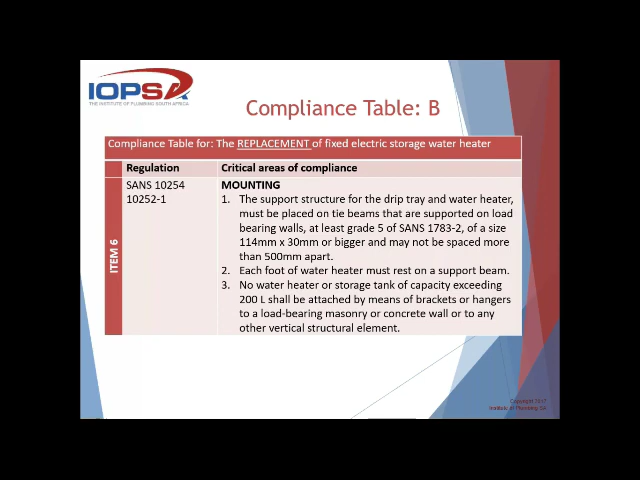 IOPSA
THE INSTITUTE OF PLUMBING SOUTH AFRICA
Compliance Table: B
Compliance Table for: The REPLACEMENT of fixed electric storage water heater
Regulation
Critical areas of compliance
ITEM 6
SANS 10254
10252-1
MOUNTING
1. The support structure for the drip tray and water heater,
must be placed on tie beams that are supported on load
bearing walls, at least grade 5 of SANS 1783-2, of a size
114mm x 30mm or bigger and may not be spaced more
than 500mm apart.
2. Each foot of water heater must rest on a support beam.
3. No water heater or storage tank of capacity exceeding
200 L shall be attached by means of brackets or hangers
to a load-bearing masonry or concrete wall or to any
other vertical structural element.
Copyright 2017
Institute of Plumbing SA